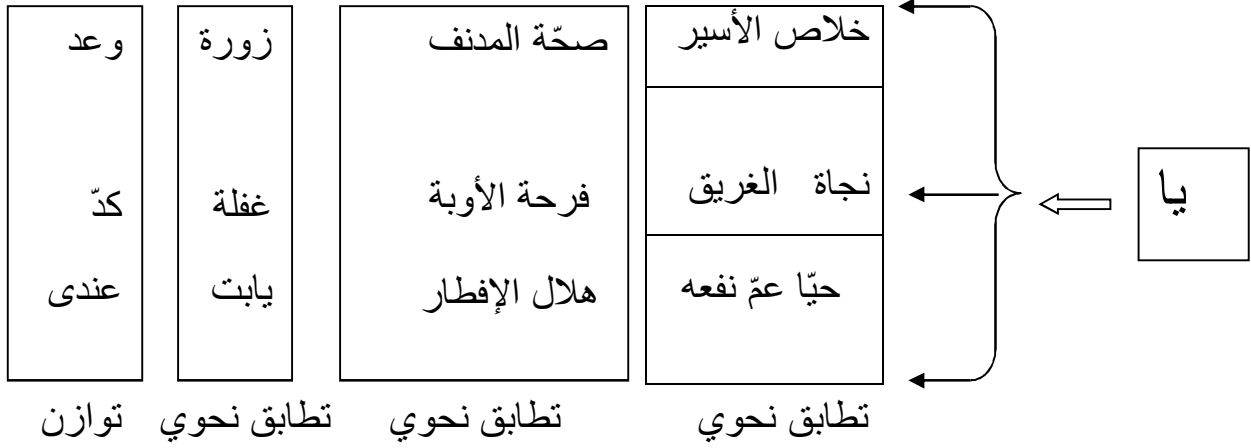 يا
خلاص الأسير صحّة المدنف زورة وعد
نجاة الغريق فرحة الأوبة غفلة كدّ
حيّا عمّ نفعه هلال الإفطار يابت عندى
تطابق نحوي تطابق نحوي تطابق نحوي توازن